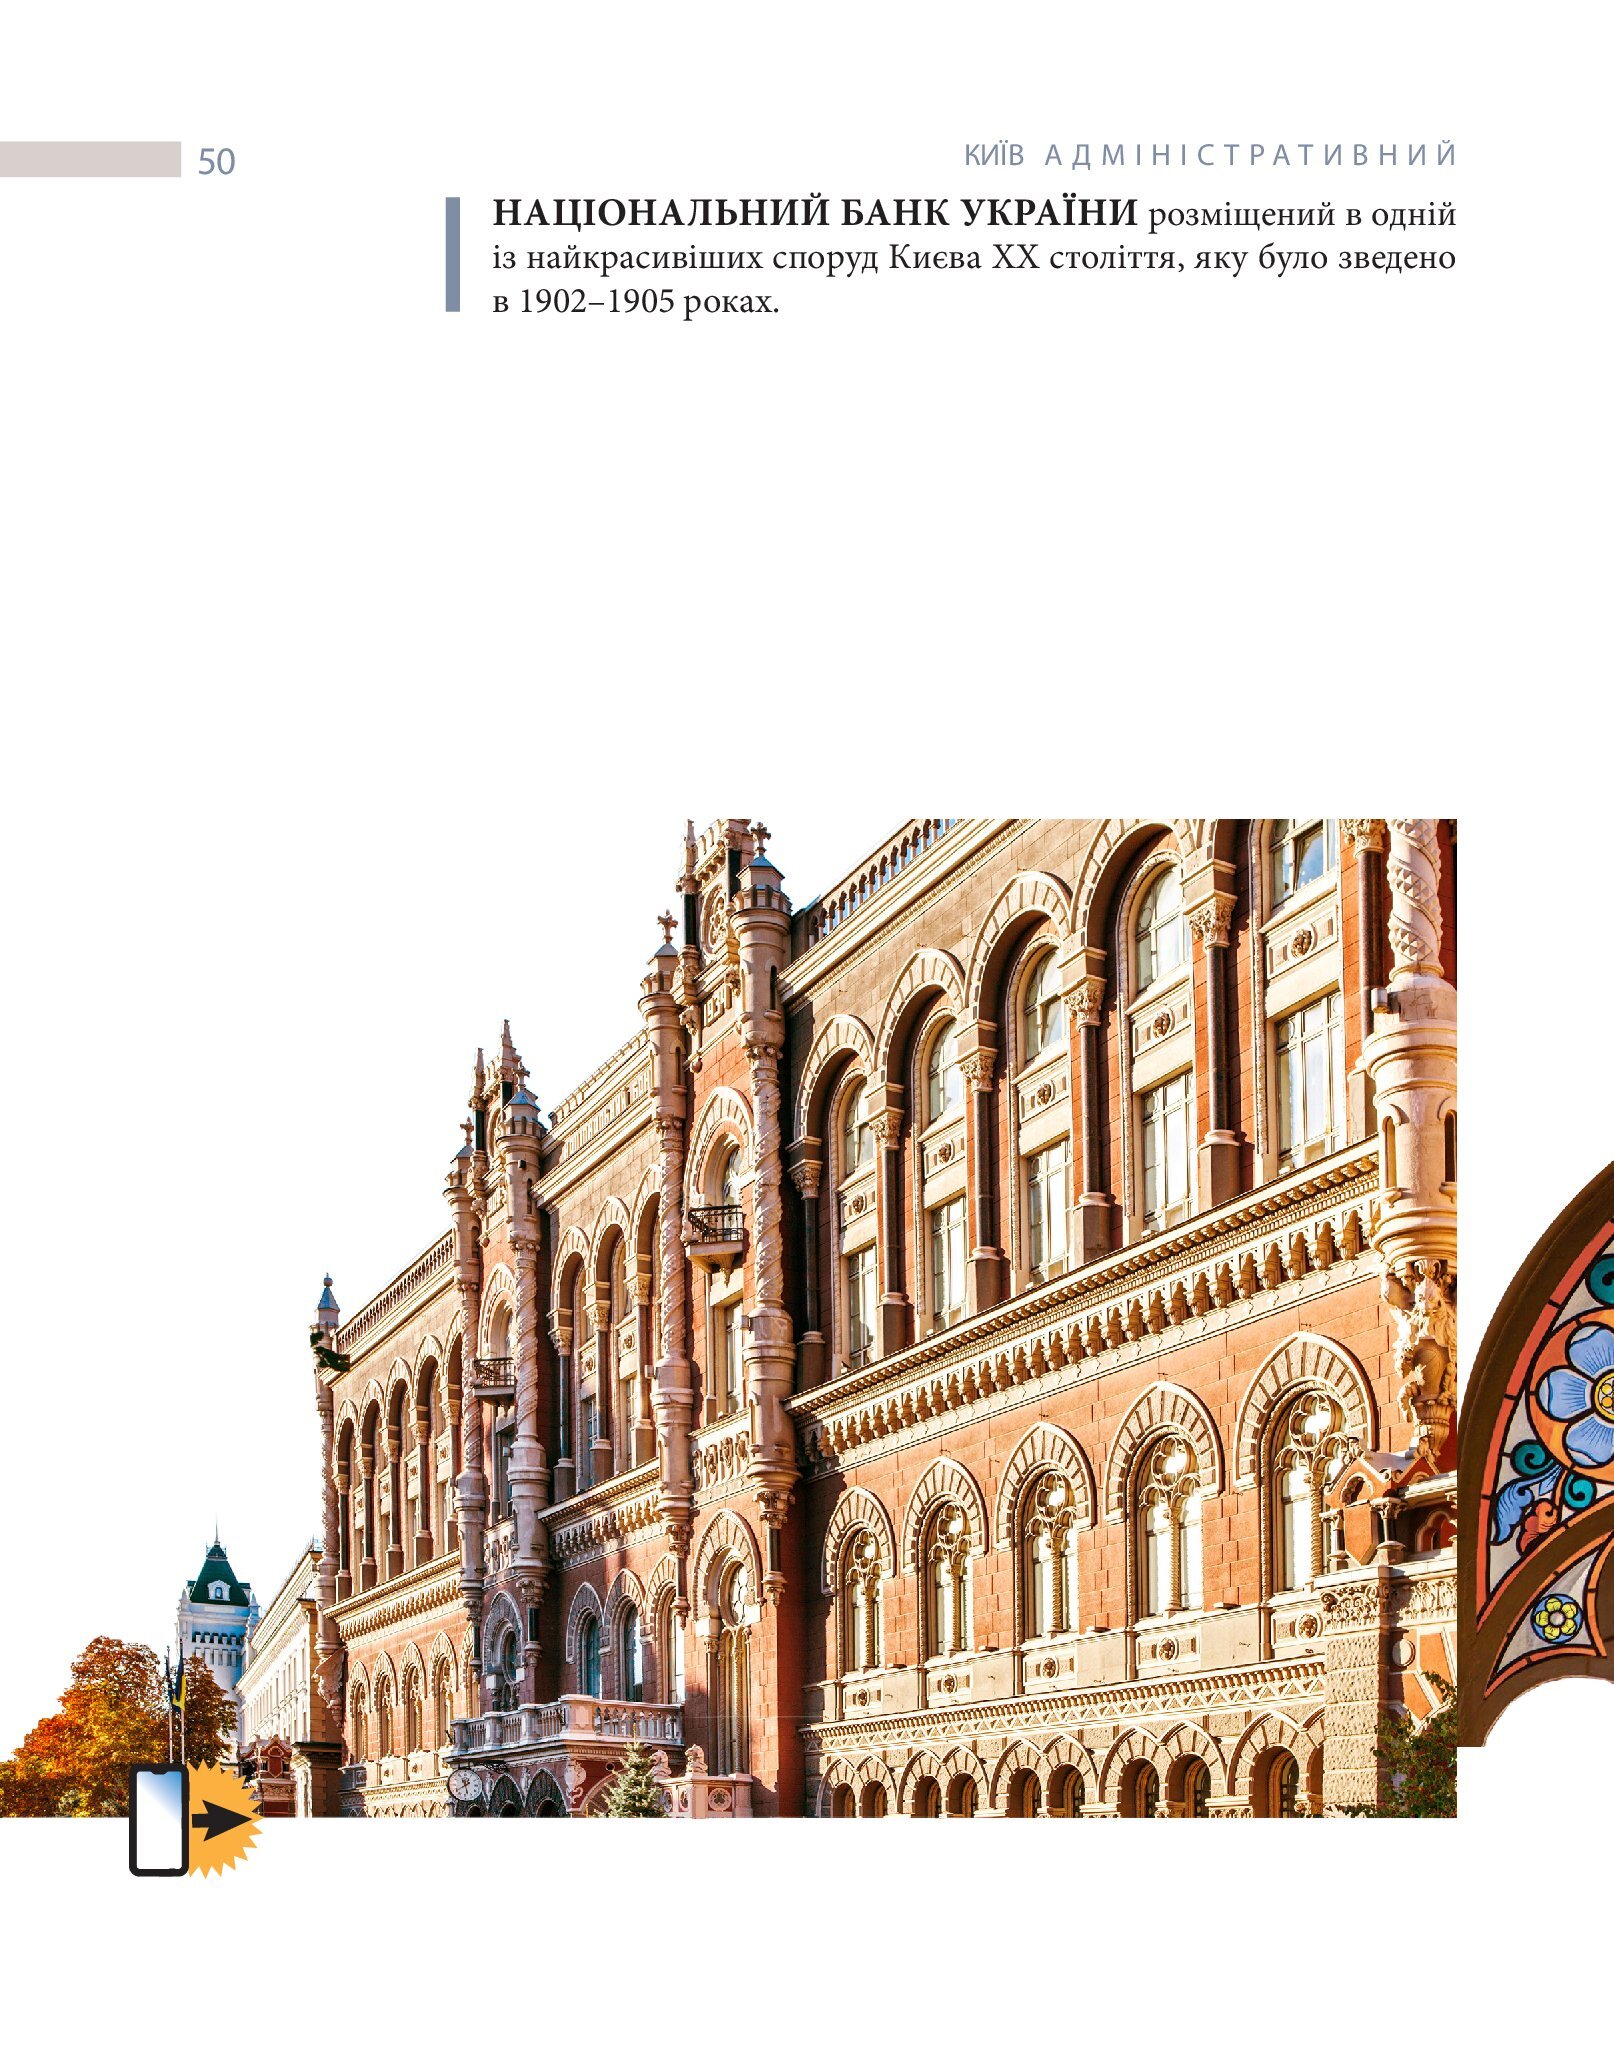 50
КИЇВ АДМІНІСТРАТИВНИЙ
НАЦІОНАЛЬНИЙ БАНК УКРАЇНИ розміщений в одній
із найкрасивіших споруд Києва XX століття, яку було зведено
в 1902–1905 роках.